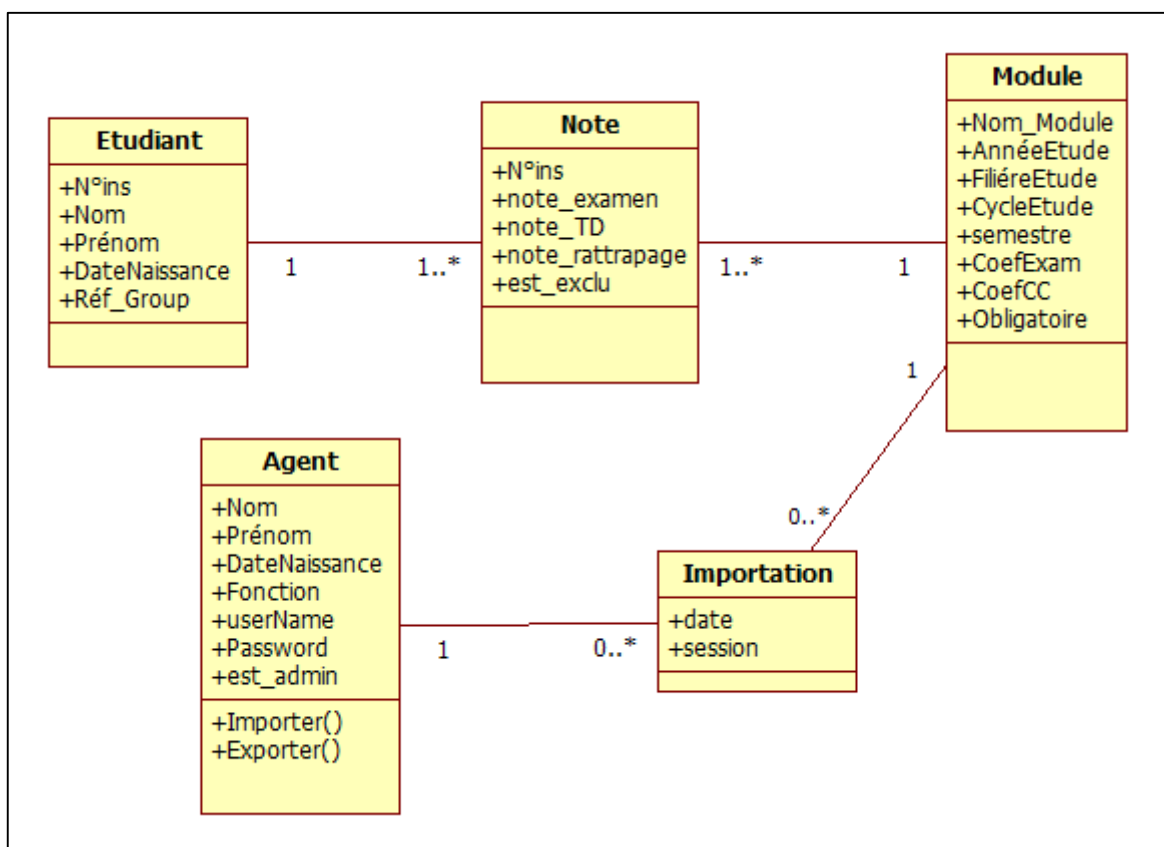 Etudiant
+N°ins
+Nom
+Prénom
+DateNaissance
+Réf_Group
1
1..*
Note
+N°ins
+note_examen
+note_TD
+note_rattrapage
+est_exclu
1..*
1
Module
+Nom_Module
+AnnéeEtude
+FiliéreEtude
+CycleEtude
+semestre
+CoefExam
+CoefCC
+Obligatoire
1
0..*
Agent
+Nom
+Prénom
+DateNaissance
+Fonction
+userName
+Password
+est_admin
+Importer()
+Exporter()
1
0..*
Importation
+date
+session